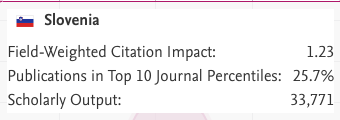 Slovenia
Field-Weighted Citation Impact: 1.23
Publications in Top 10 Journal Percentiles: 25.7%
Scholarly Output: 33,771